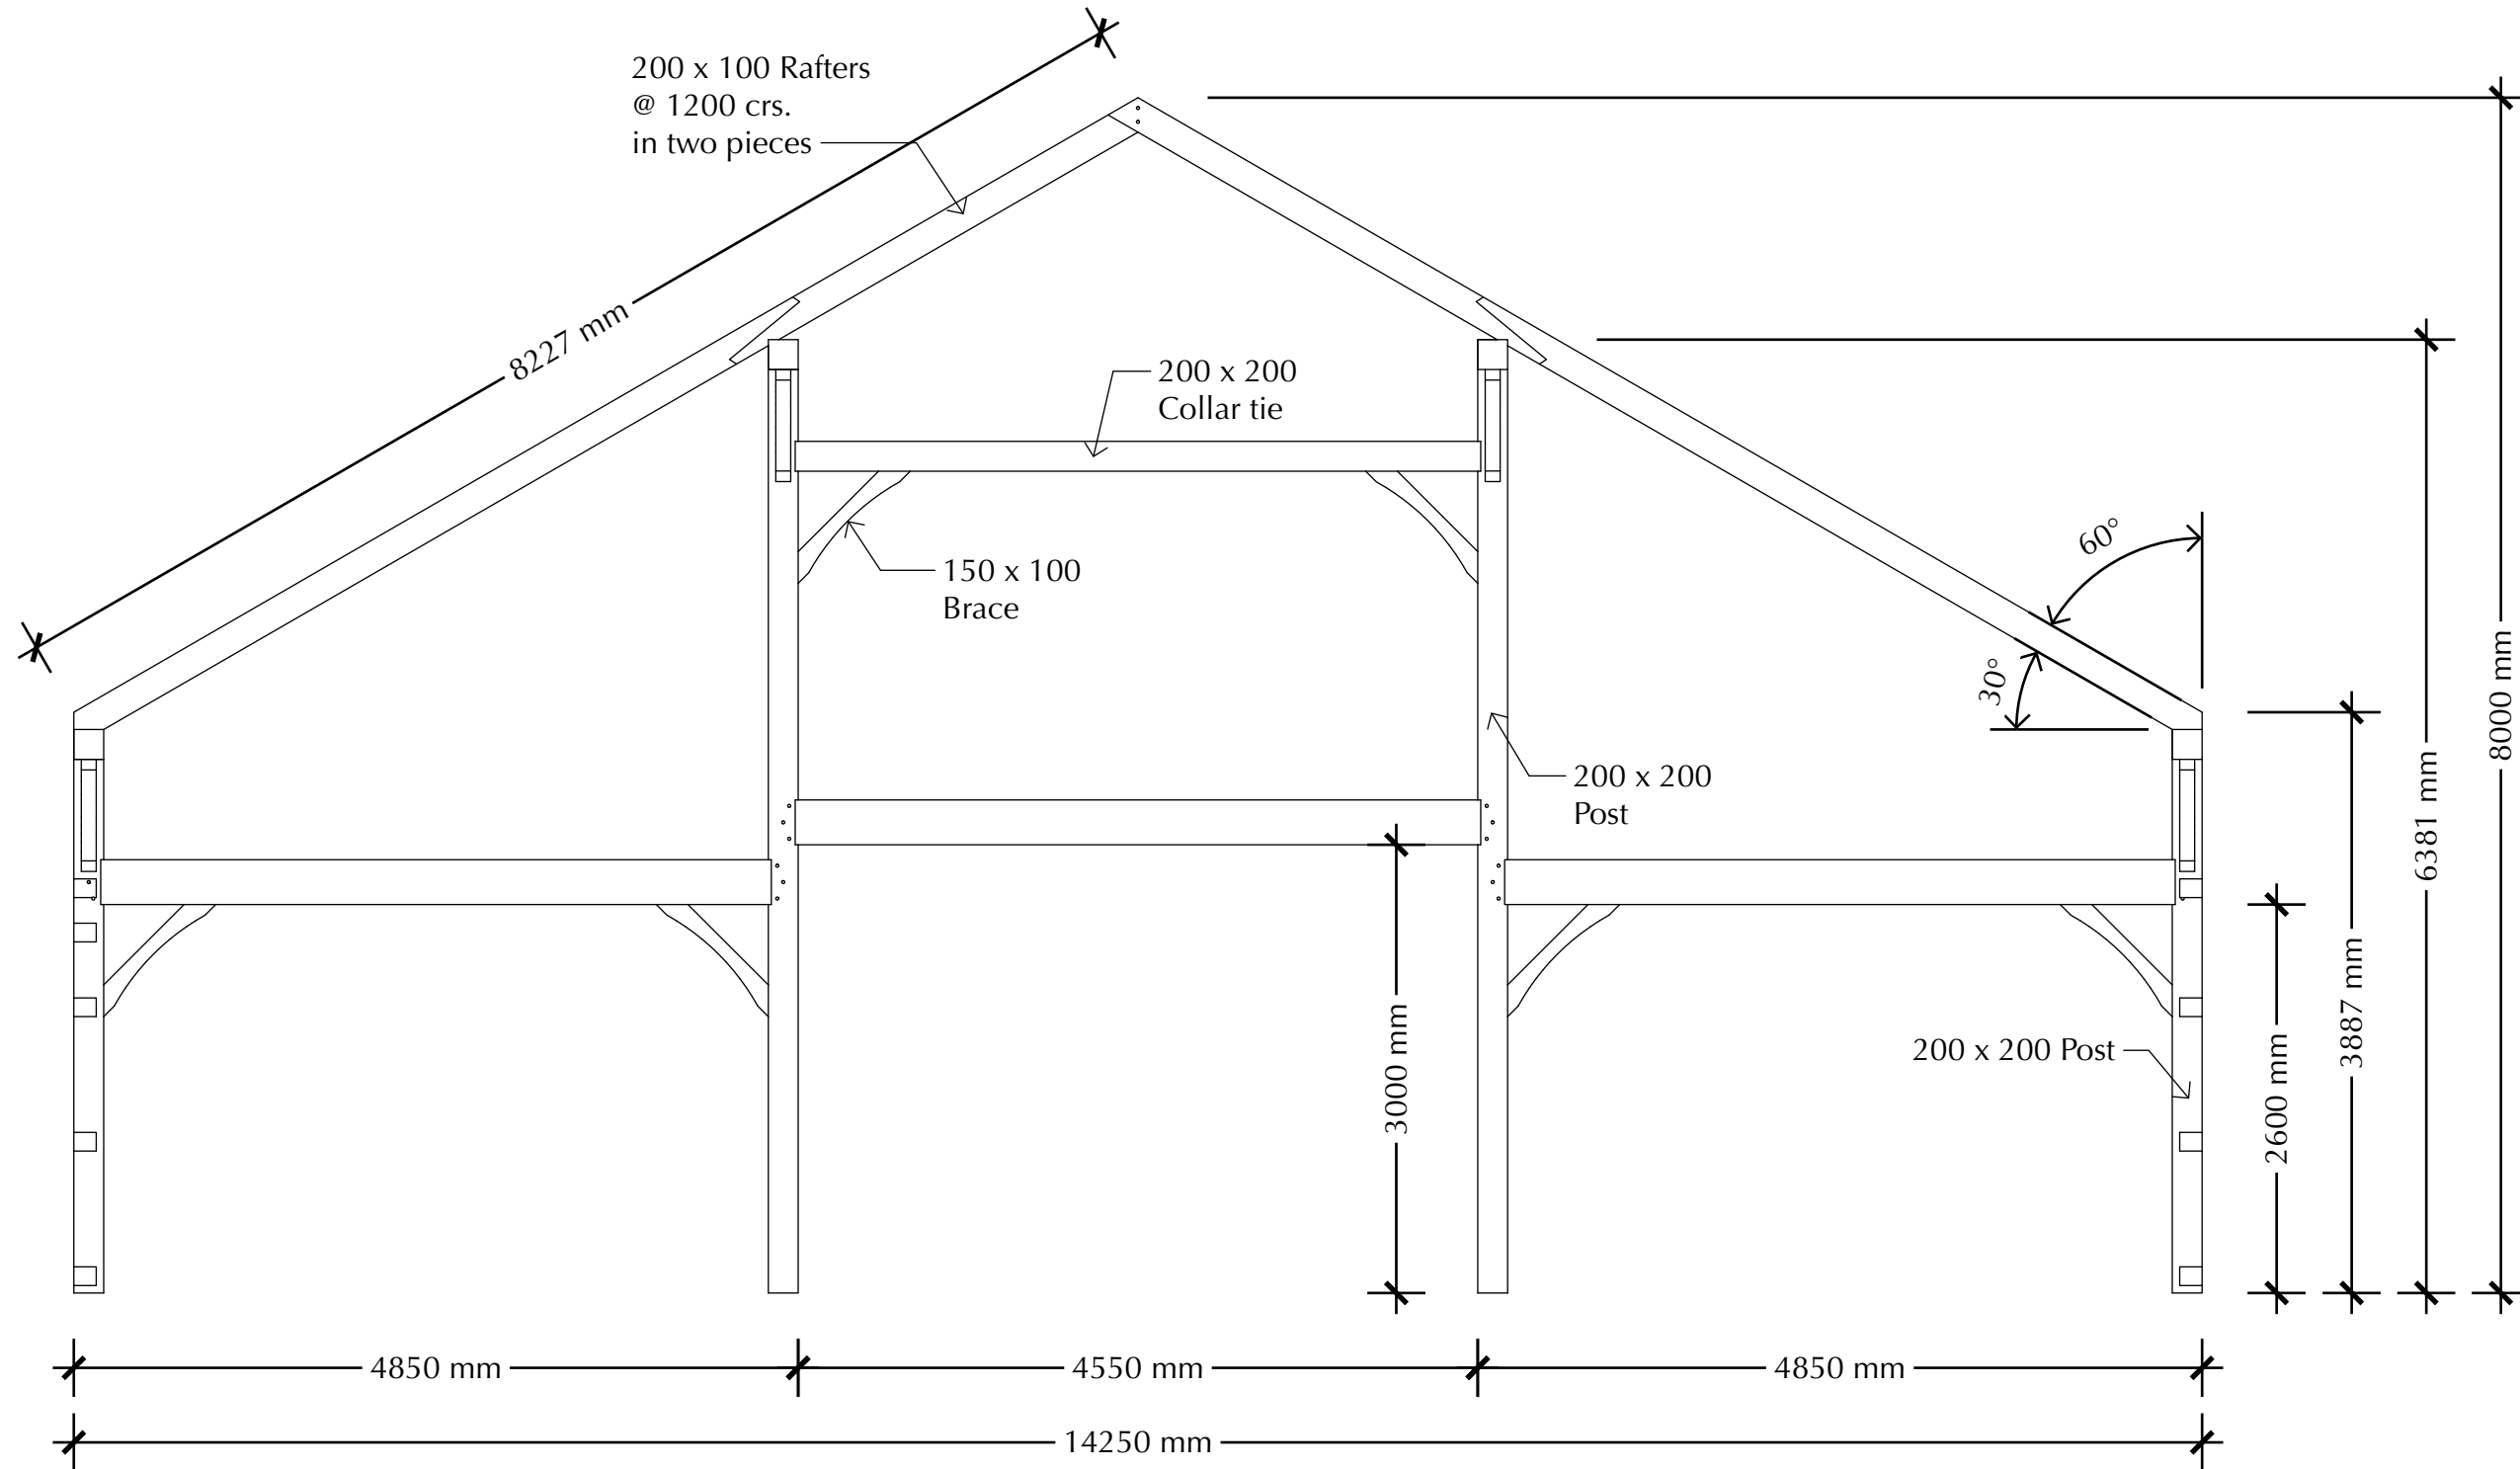 200 x 100 Rafters
@ 1200 crs.
in two pieces
8227 mm
200 x 200
Collar tie
150 x 100
Brace
60°
30°
200 x 200
Post
200 x 200 Post
3000 mm
2600 mm
3887 mm
6381 mm
8000 mm
4850 mm
4550 mm
4850 mm
14250 mm